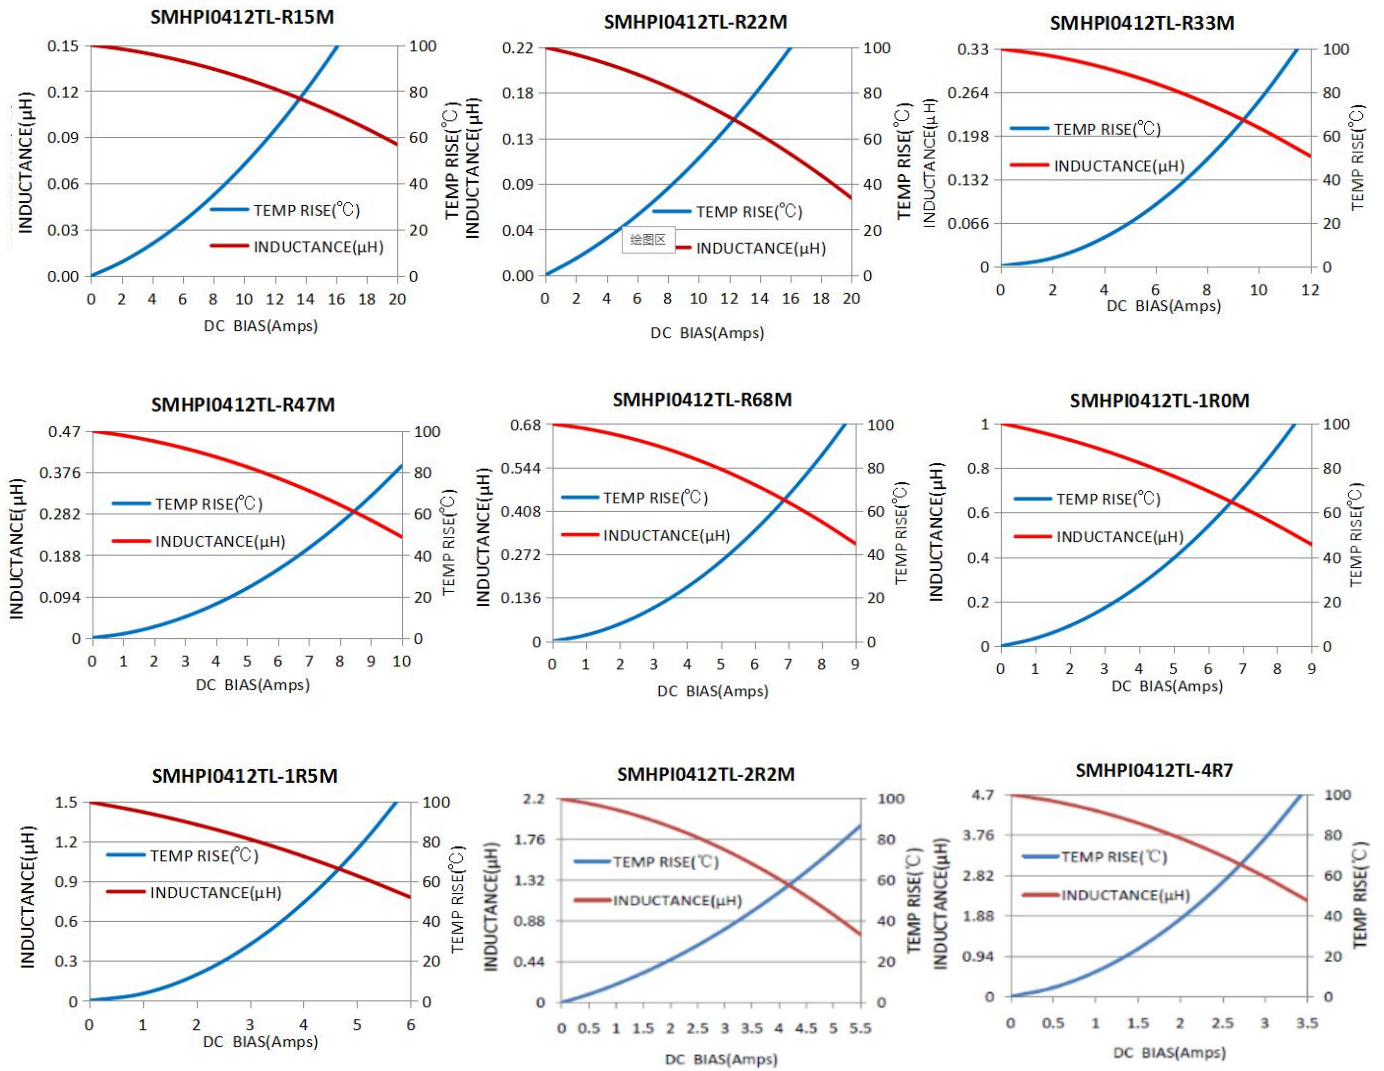 SMHPI0412TL-R15M
INDUCTANCE(µH)
0.15
0.12
0.09
0.06
0.03
0.00
TEMP RISE(℃)
INDUCTANCE(µH)
100
80
60
40
20
0
TEMP RISE(℃)
0 2 4 6 8 10 12 14 16 18 20
DC BIAS(Amps)
SMHPI0412TL-R22M
INDUCTANCE(µH)
0.22
0.18
0.13
0.09
0.04
0.00
TEMP RISE(℃)
绘图区
INDUCTANCE(µH)
100
80
60
40
20
0
TEMP RISE(℃)
0 2 4 6 8 10 12 14 16 18 20
DC BIAS(Amps)
SMHPI0412TL-R33M
INDUCTANCE(µH)
0.33
0.264
0.198
0.132
0.066
0
TEMP RISE(℃)
INDUCTANCE(µH)
100
80
60
40
20
0
TEMP RISE(℃)
0 2 4 6 8 10 12
DC BIAS(Amps)
SMHPI0412TL-R47M
INDUCTANCE(µH)
0.47
0.376
0.282
0.188
0.094
0
TEMP RISE(℃)
INDUCTANCE(µH)
100
80
60
40
20
0
TEMP RISE(℃)
0 1 2 3 4 5 6 7 8 9 10
DC BIAS(Amps)
SMHPI0412TL-R68M
INDUCTANCE(µH)
0.68
0.544
0.408
0.272
0.136
0
TEMP RISE(℃)
INDUCTANCE(µH)
100
80
60
40
20
0
TEMP RISE(℃)
0 1 2 3 4 5 6 7 8 9
DC BIAS(Amps)
SMHPI0412TL-1R0M
INDUCTANCE(µH)
1
0.8
0.6
0.4
0.2
0
TEMP RISE(℃)
INDUCTANCE(µH)
100
80
60
40
20
0
TEMP RISE(℃)
0 1 2 3 4 5 6 7 8 9
DC BIAS(Amps)
SMHPI0412TL-1R5M
INDUCTANCE(µH)
1.5
1.2
0.9
0.6
0.3
0
TEMP RISE(℃)
INDUCTANCE(µH)
100
80
60
40
20
0
TEMP RISE(℃)
0 1 2 3 4 5 6
DC BIAS(Amps)
SMHPI0412TL-2R2M
INDUCTANCE(µH)
2.2
1.76
1.32
0.88
0.44
0
TEMP RISE(℃)
INDUCTANCE(µH)
100
80
60
40
20
0
TEMP RISE(℃)
0 0.5 1 1.5 2 2.5 3 3.5 4 4.5 5 5.5
DC BIAS(Amps)
SMHPI0412TL-4R7
INDUCTANCE(µH)
4.7
3.76
2.82
1.88
0.94
0
TEMP RISE(℃)
INDUCTANCE(µH)
100
80
60
40
20
0
TEMP RISE(℃)
0 0.5 1 1.5 2 2.5 3 3.5
DC BIAS(Amps)